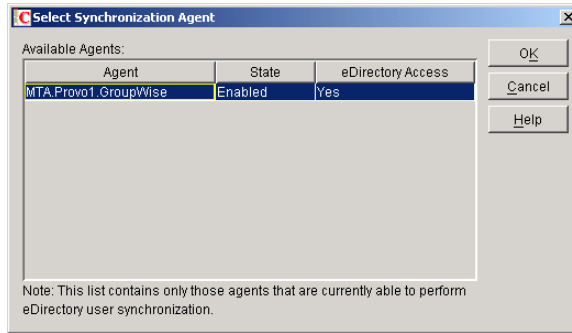 Select Synchronization Agent
Available Agents:
Agent State eDirectory Access
MTA.Provo1.GroupWise Enabled Yes
OK
Cancel
Help
Note: This list contains only those agents that are currently able to perform
eDirectory user synchronization.